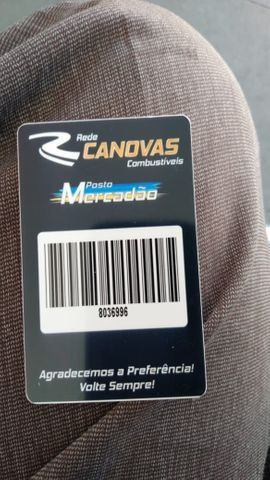 Rede
CANOVAS
Combustíveis
Posto
Mercadão
8036996
Agradecemos a Preferência!
Volte Sempre!